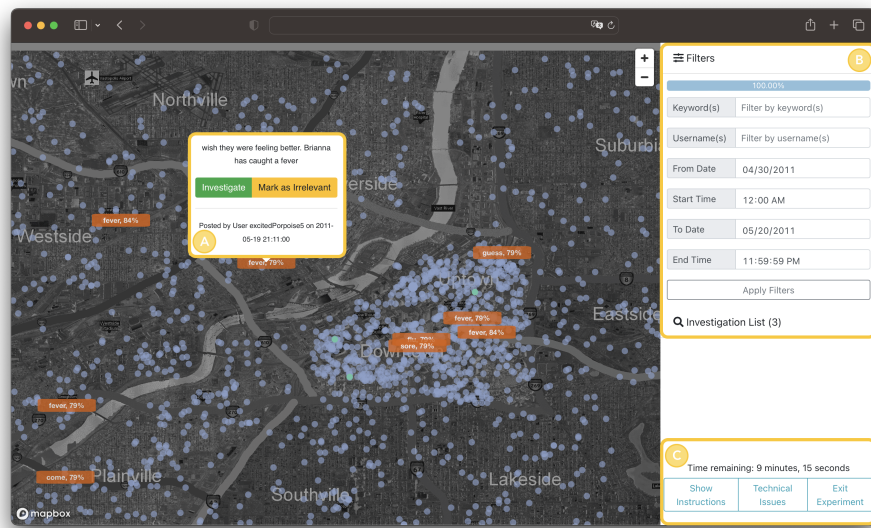 Northville
Suburbi
erside
Westside
Uptown
Eastside
Plainville
Southville
Lakeside
wish they were feeling better. Brianna
has caught a fever
Investigate
Mark as Irrelevant
Posted by User excitedPorpoise5 on 2011-
05-19 21:11:00
A
fever, 84%
fever, 79%
guess, 79%
fever, 79%
fever, 84%
sore, 79%
fever, 79%
come, 79%
mapbox
+
−
Filters
B
100.00%
Keyword(s)
Filter by keyword(s)
Username(s)
Filter by username(s)
From Date
04/30/2011
Start Time
12:00 AM
To Date
05/20/2011
End Time
11:59:59 PM
Apply Filters
Investigation List (3)
C
Time remaining: 9 minutes, 15 seconds
Show
Instructions
Technical
Issues
Exit
Experiment